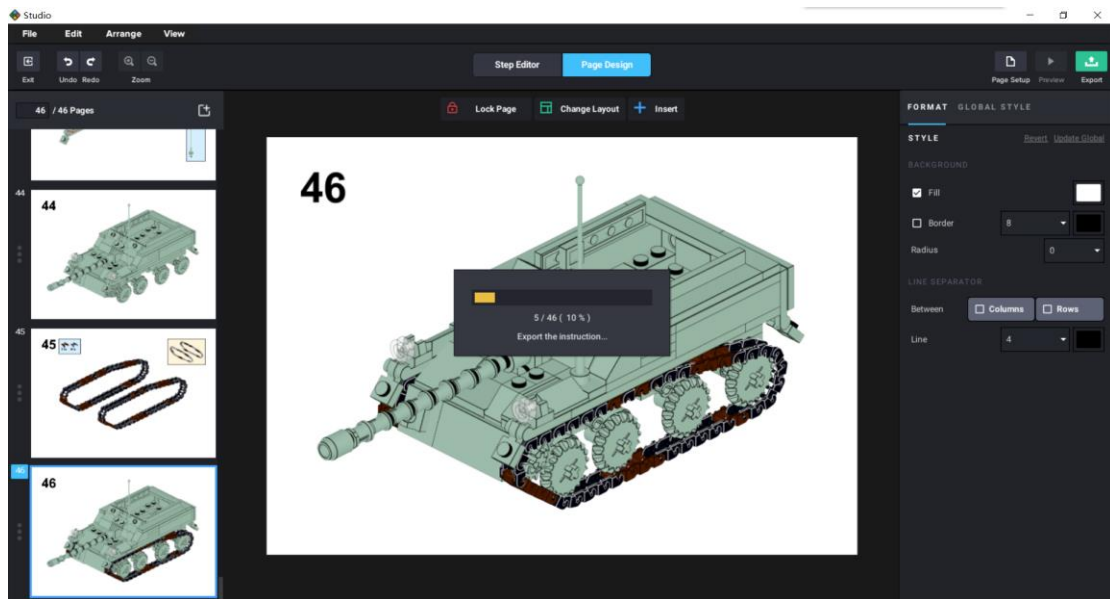 Studio
File Edit Arrange View
Exit Undo Redo Zoom
Step Editor Page Design
Page Setup Preview Export
46 / 46 Pages
Lock Page Change Layout Insert
FORMAT GLOBAL STYLE
STYLE Revert Update Global
BACKGROUND
Fill
Border 8
Radius 0
LINE SEPARATOR
Between Columns Rows
Line 4
44
44
45
45
46
46
46
5 / 46 ( 10 % )
Export the instruction...